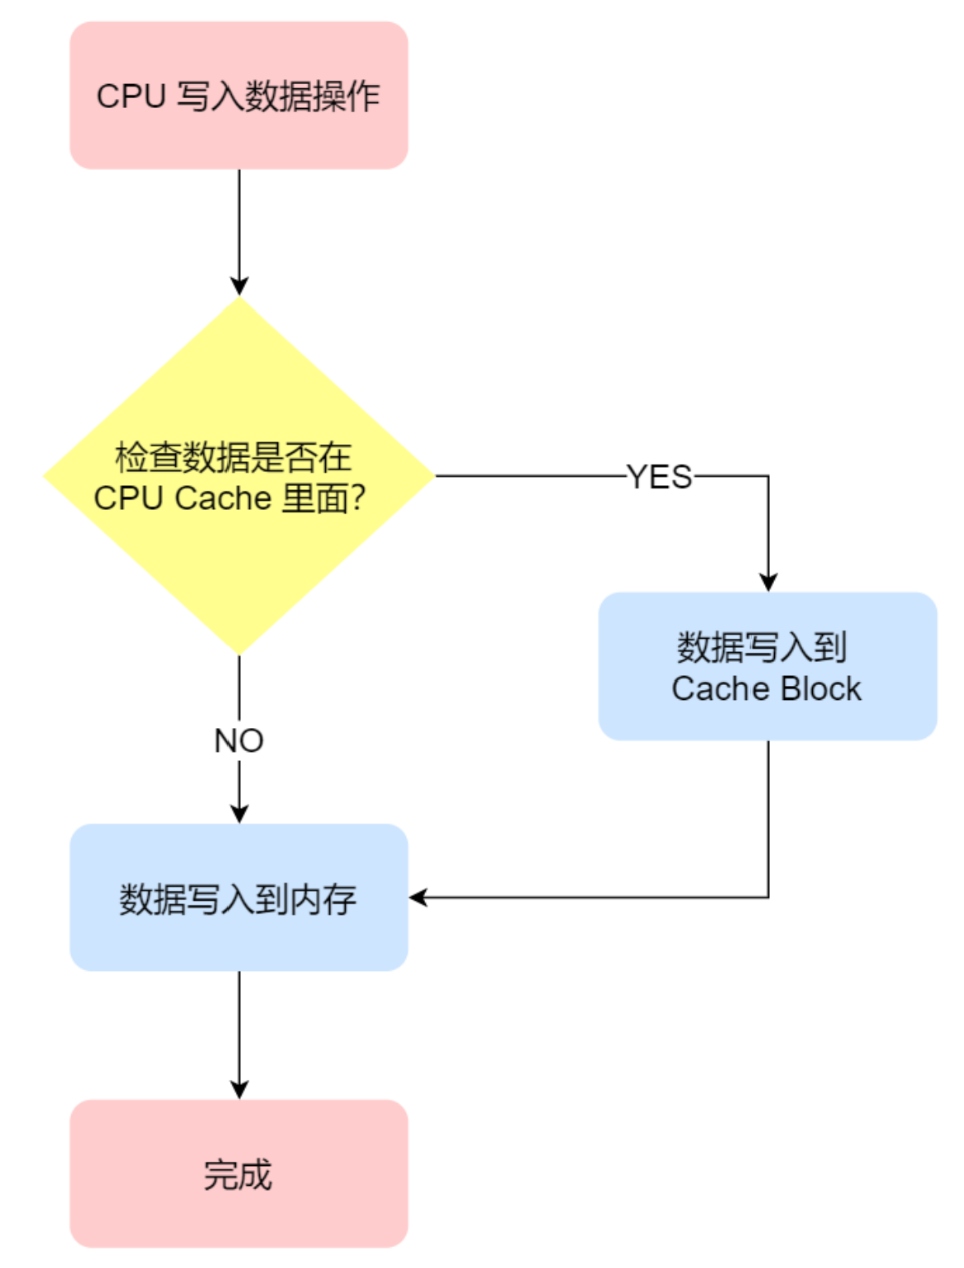 CPU 写入数据操作
检查数据是否在
CPU Cache 里面?
YES
数据写入到
Cache Block
NO
数据写入到内存
完成